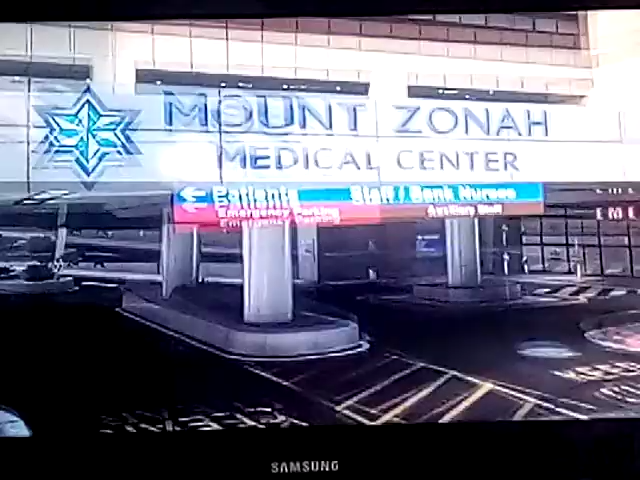 MOUNT ZONAH
MEDICAL CENTER
← Patients Staff / Bank Nurses
Emergency Parking
SAMSUNG